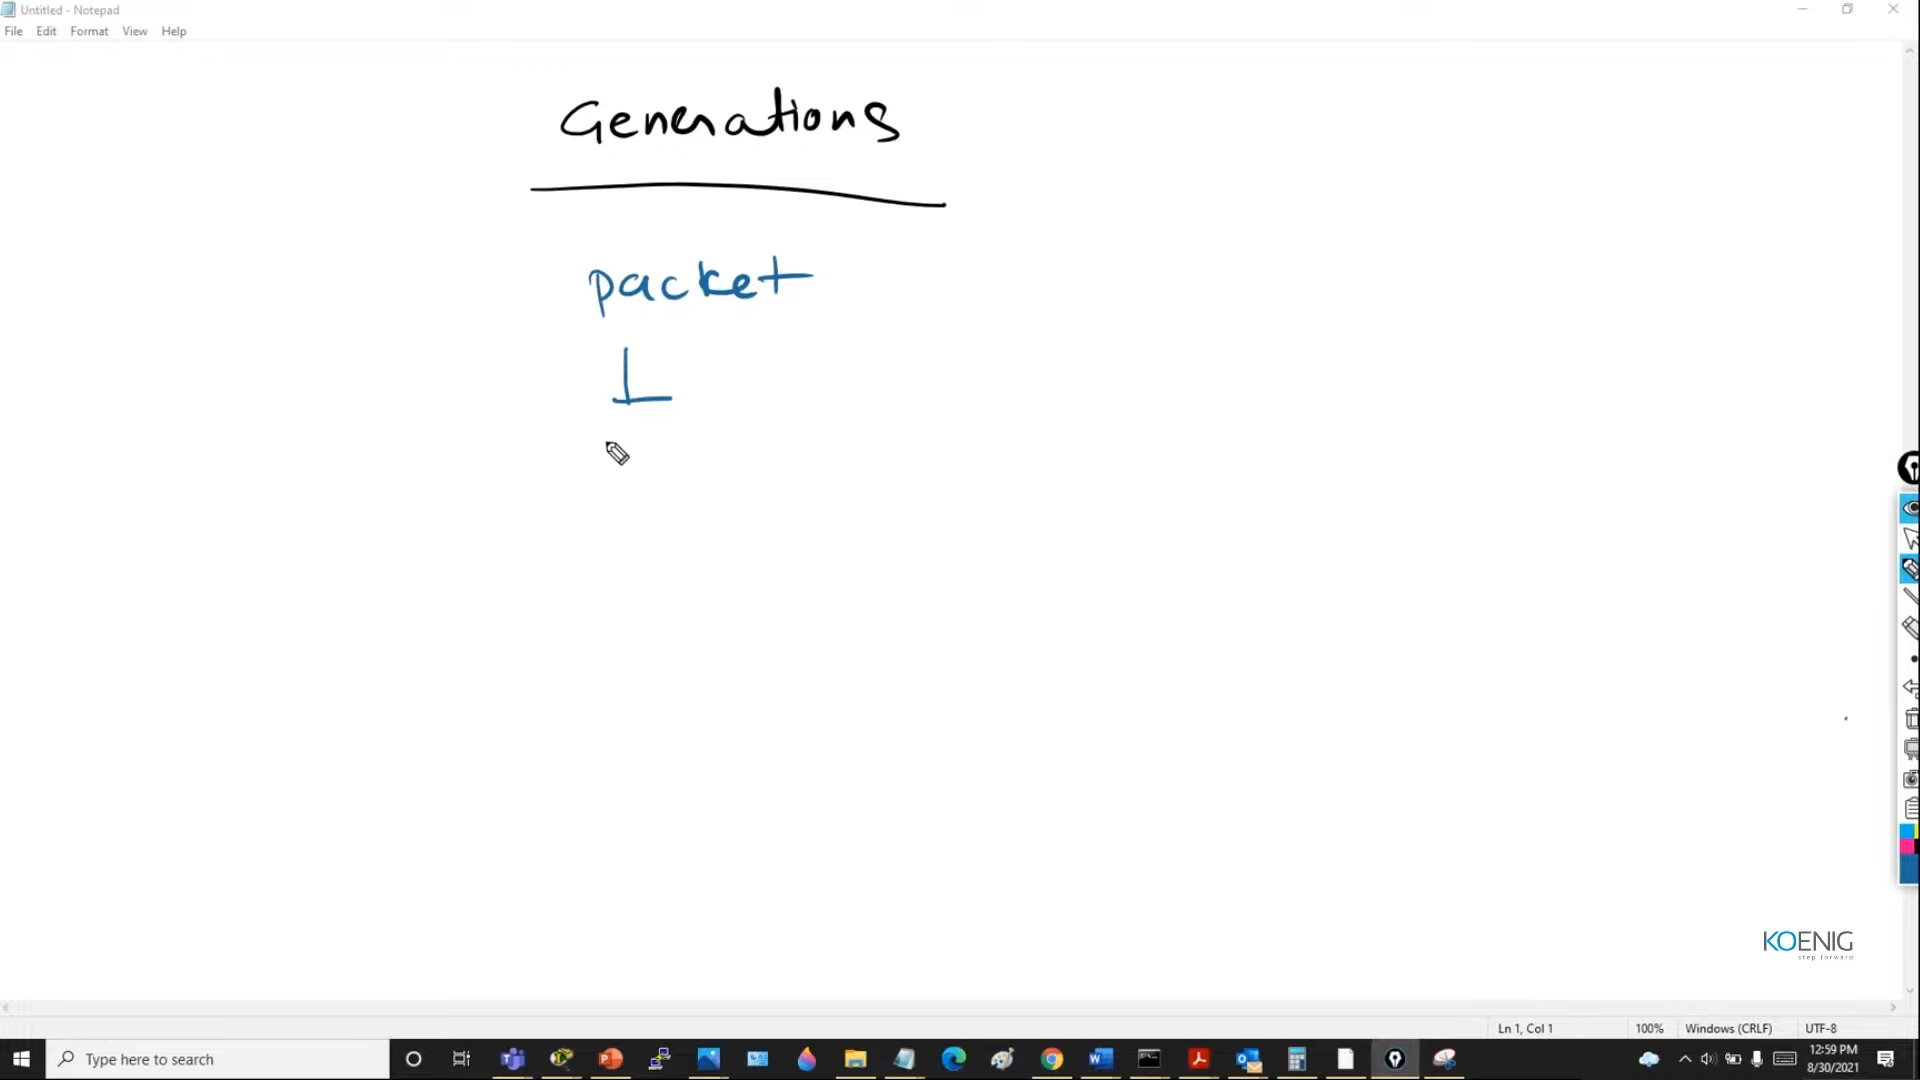 Untitled - Notepad
File Edit Format View Help
Generations
packet
KOENIG
step forward
Ln 1, Col 1 100% Windows (CRLF) UTF-8
Type here to search
12:59 PM
8/30/2021